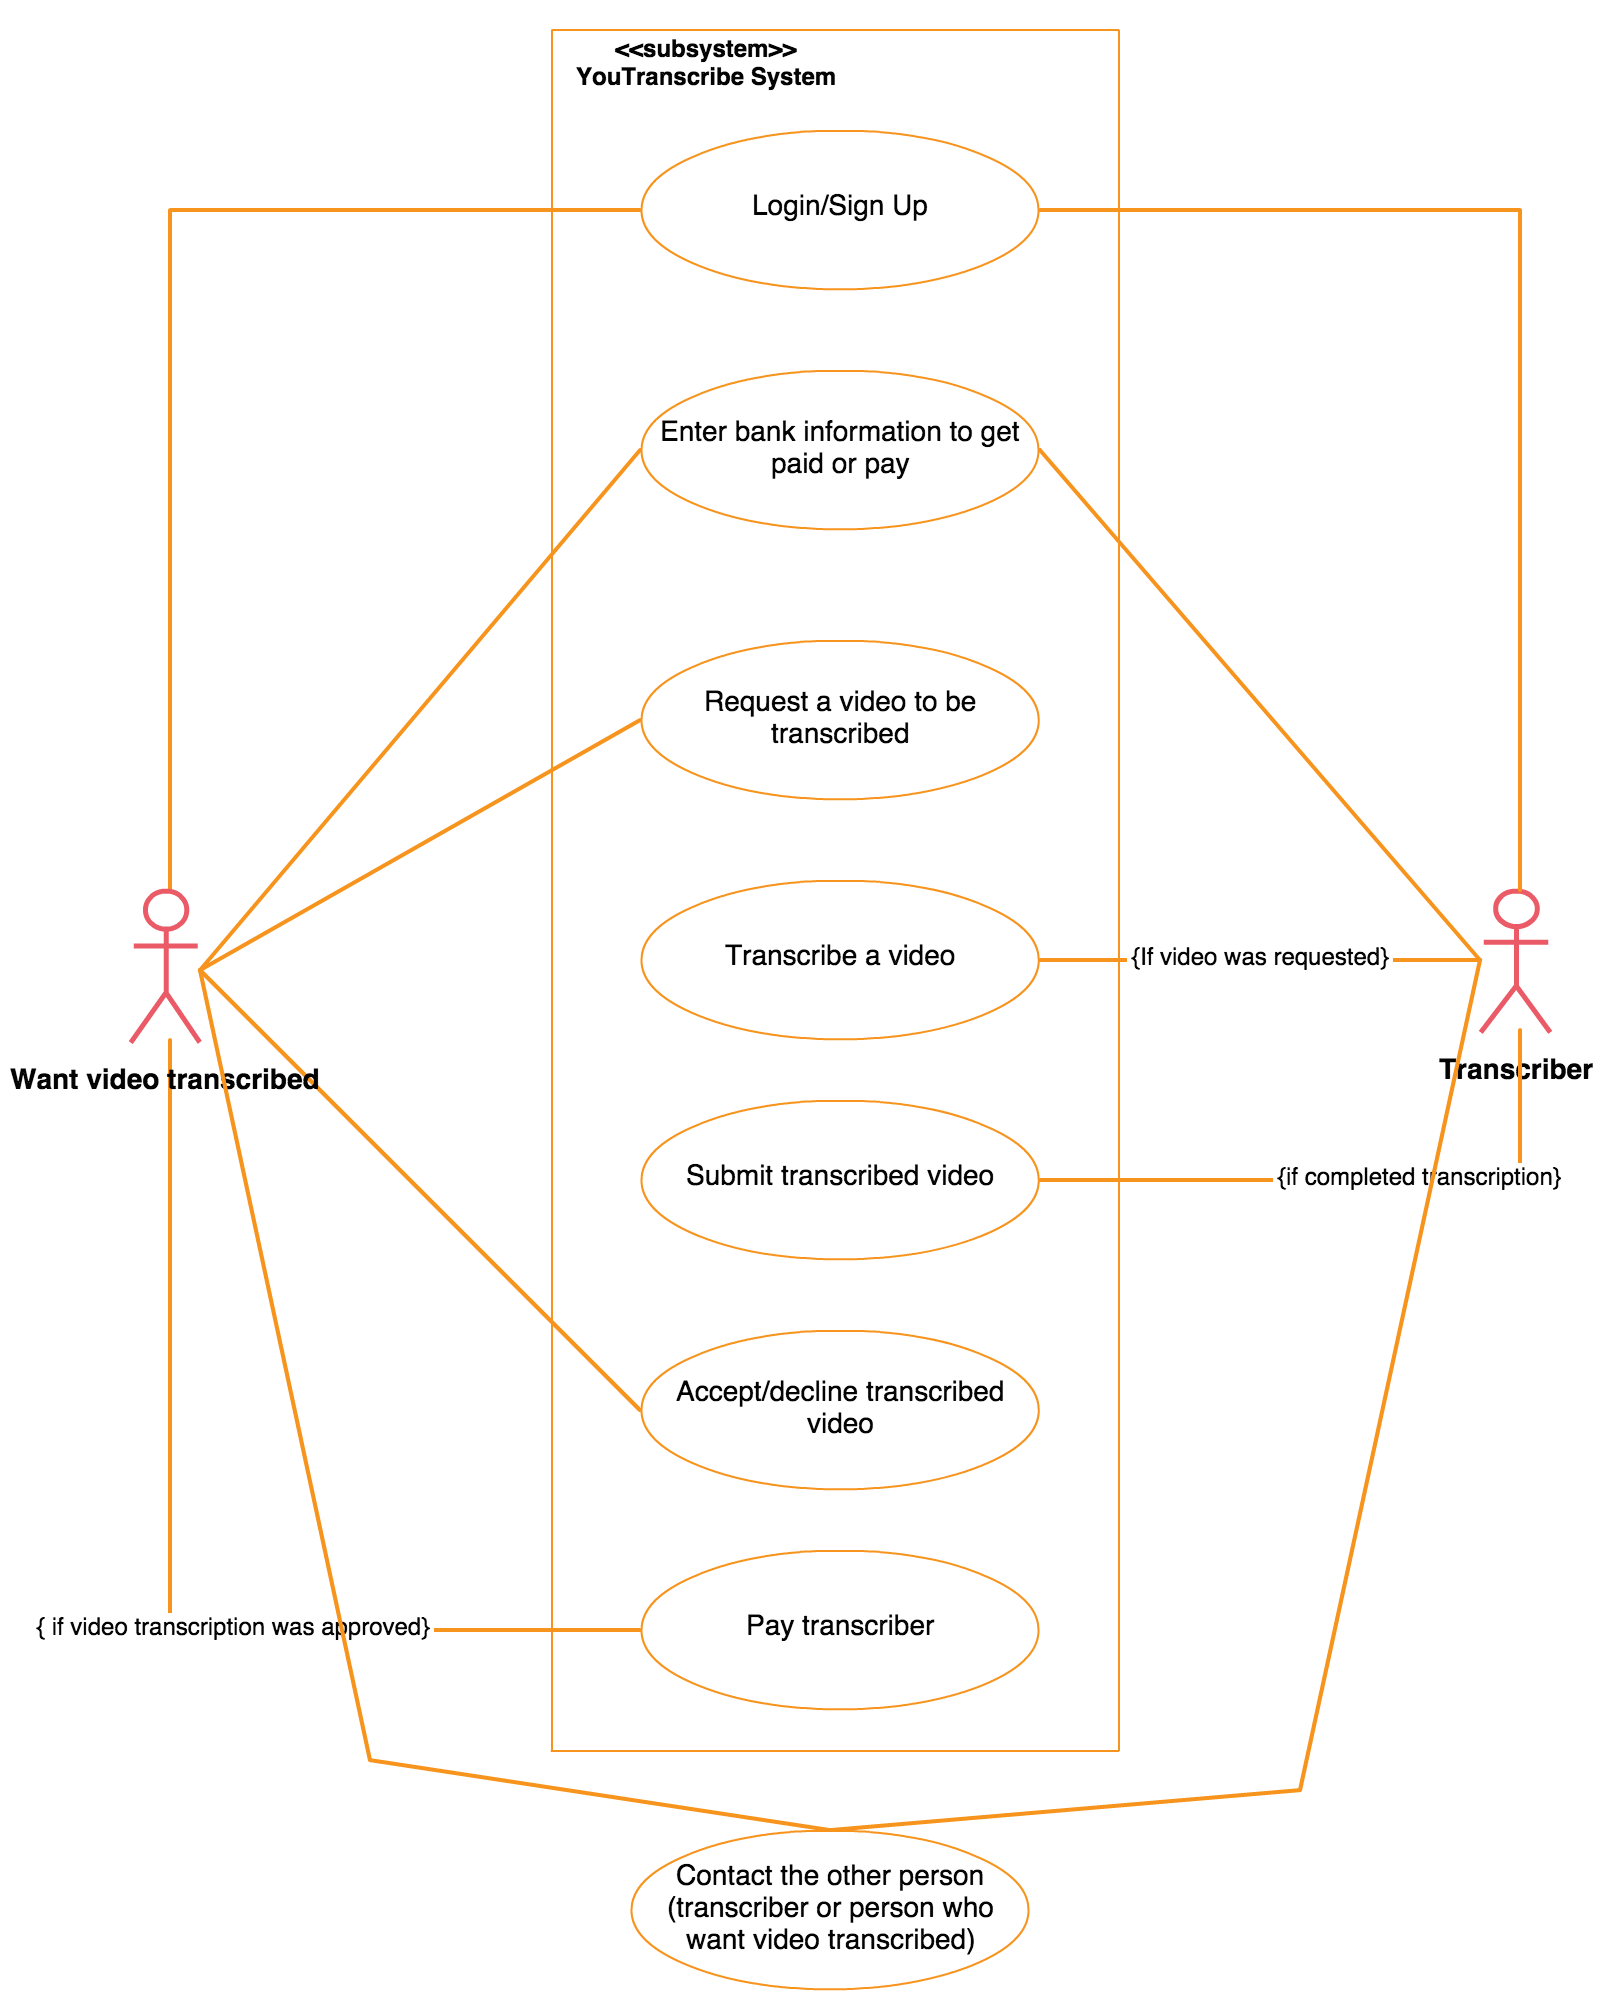 <<subsystem>>
YouTranscribe System
Login/Sign Up
Enter bank information to get
paid or pay
Request a video to be
transcribed
Transcribe a video
{If video was requested}
Want video transcribed
Transcriber
Submit transcribed video
{if completed transcription}
Accept/decline transcribed
video
{ if video transcription was approved}
Pay transcriber
Contact the other person
(transcriber or person who
want video transcribed)